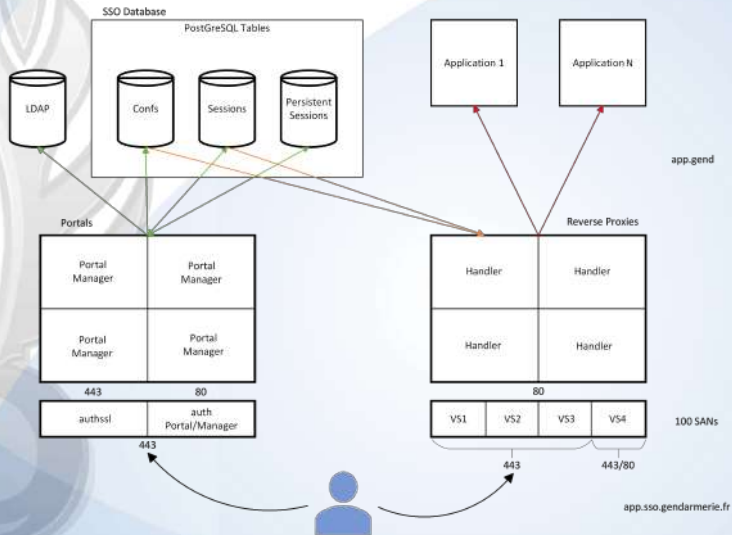 SSO Database
PostGreSQL Tables
LDAP
Confs
Sessions
Persistent
Sessions
Application 1
Application N
app.gend
Portals
Reverse Proxies
Portal
Manager
Portal
Manager
Portal
Manager
Portal
Manager
Handler
Handler
Handler
Handler
443
80
80
authssl
auth
Portal/Manager
VS1
VS2
VS3
VS4
100 SANs
443
443
443/80
app.sso.gendarmerie.fr